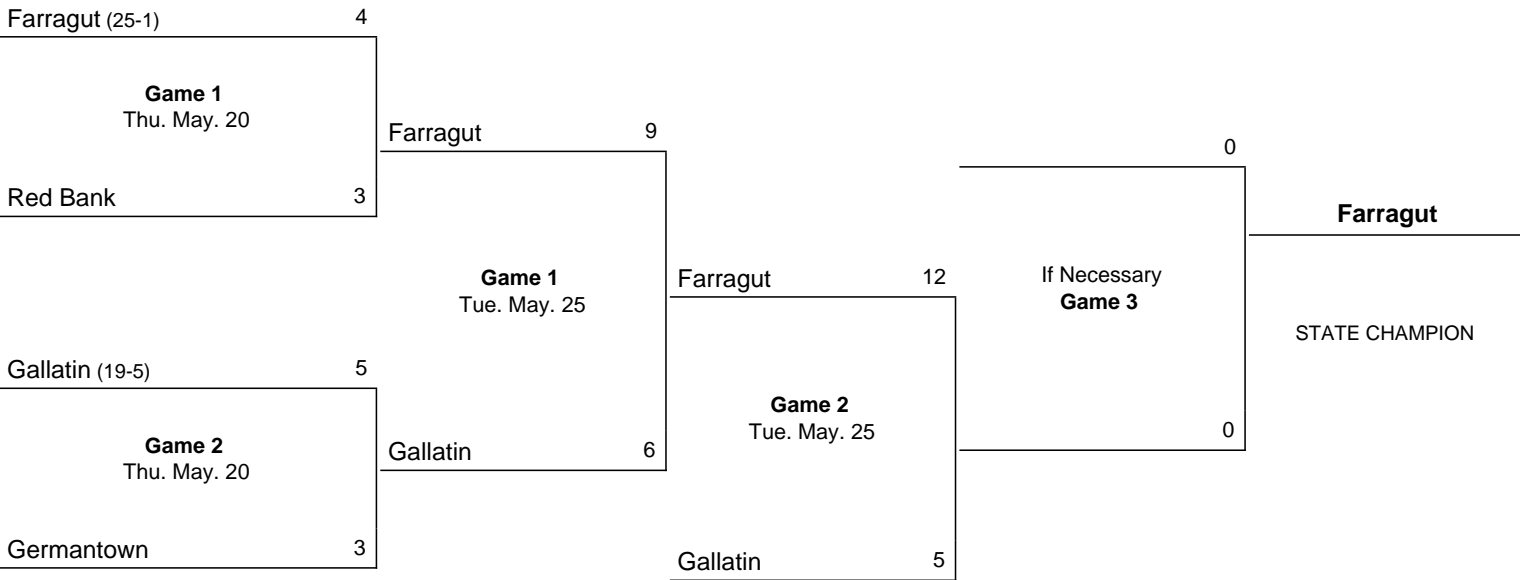 Farragut (25-1) 4
Game 1
Thu. May. 20
Red Bank 3
Gallatin (19-5) 5
Game 2
Thu. May. 20
Germantown 3
Farragut 9
Game 1
Tue. May. 25
Gallatin 6
Farragut 12
Game 2
Tue. May. 25
Gallatin 5
0
If Necessary
Game 3
0
Farragut
STATE CHAMPION